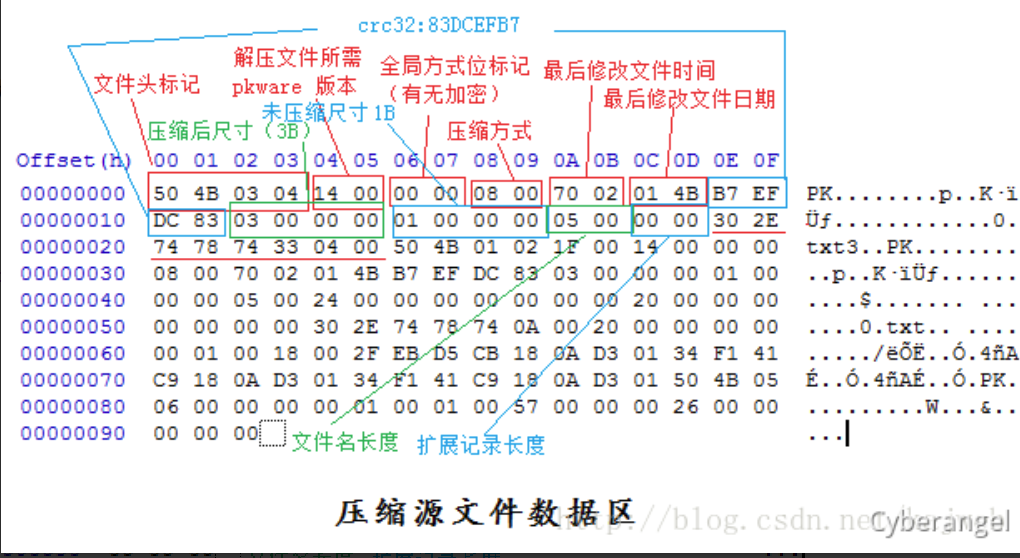 crc32:83DCEFB7
解压文件所需
pkware 版本
全局方式位标记
（有无加密）
最后修改文件时间
文件头标记
最后修改文件日期
未压缩尺寸1B
压缩后尺寸（3B）
压缩方式
Offset(h) 00 01 02 03 04 05 06 07 08 09 0A 0B 0C 0D 0E 0F
00000000 50 4B 03 04 14 00 00 00 08 00 70 02 01 4B B7 EF PK........p..K·ï
00000010 DC 83 03 00 00 00 01 00 00 00 05 00 00 00 30 2E Üƒ............0.
00000020 74 78 74 33 04 00 50 4B 01 02 1F 00 14 00 00 00 txt3..PK........
00000030 08 00 70 02 01 4B B7 EF DC 83 03 00 00 00 01 00 ..p..K·ïÜƒ......
00000040 00 00 05 00 24 00 00 00 00 00 00 00 20 00 00 00 ....$....... ...
00000050 00 00 00 00 30 2E 74 78 74 0A 00 20 00 00 00 00 ....0.txt.. ....
00000060 00 01 00 18 00 2F EB D5 CB 18 0A D3 01 34 F1 41 ...../ëÕË..Ó.4ñA
00000070 C9 18 0A D3 01 34 F1 41 C9 18 0A D3 01 50 4B 05 É..Ó.4ñAÉ..Ó.PK.
00000080 06 00 00 00 00 01 00 01 00 57 00 00 00 26 00 00 .........W...&..
00000090 00 00 00 ...
文件名长度
扩展记录长度
压缩源文件数据区
http://blog.csdn.net
Cyberangel